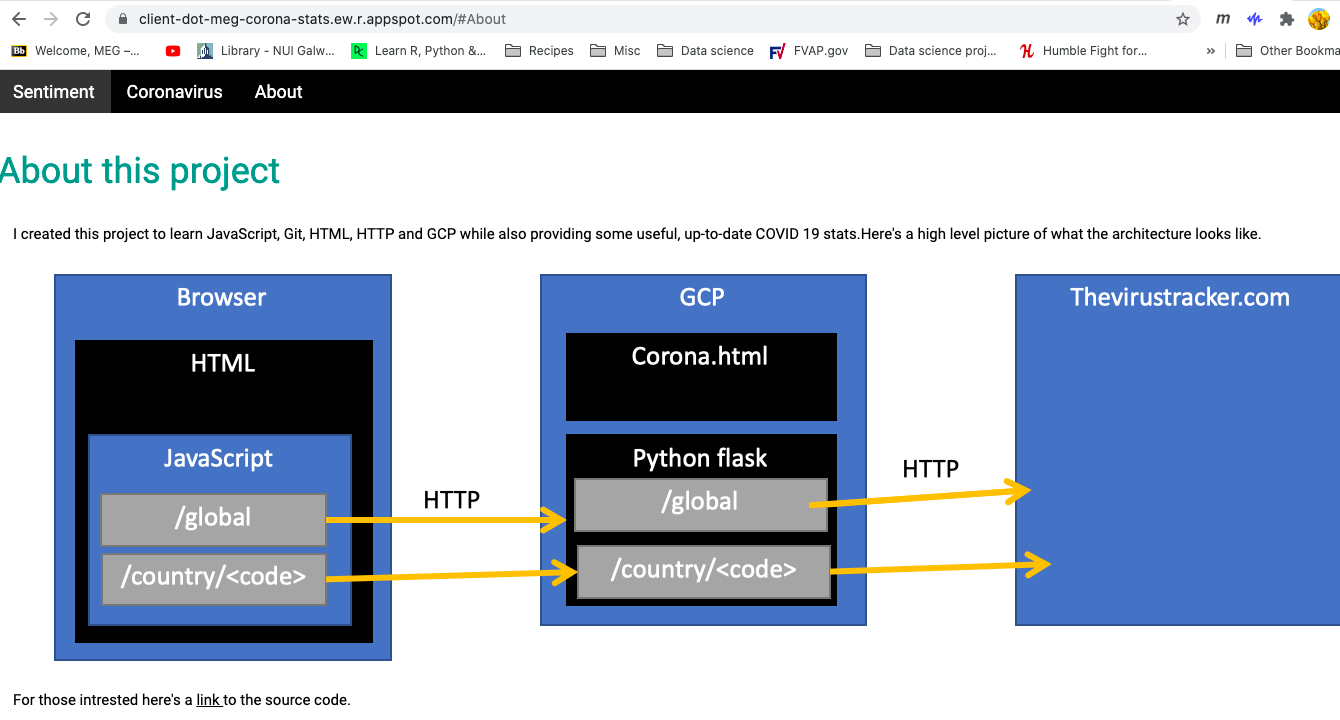 client-dot-meg-corona-stats.ew.r.appspot.com/#About
m
Bb Welcome, MEG –... Library - NUI Galw... Learn R, Python &... Recipes Misc Data science FVAP.gov Data science proj... Humble Fight for... » Other Bookma
Sentiment Coronavirus About
About this project
I created this project to learn JavaScript, Git, HTML, HTTP and GCP while also providing some useful, up-to-date COVID 19 stats.Here's a high level picture of what the architecture looks like.
Browser
HTML
JavaScript
/global
/country/<code>
HTTP
GCP
Corona.html
Python flask
/global
/country/<code>
HTTP
Thevirustracker.com
For those intrested here's a link to the source code.